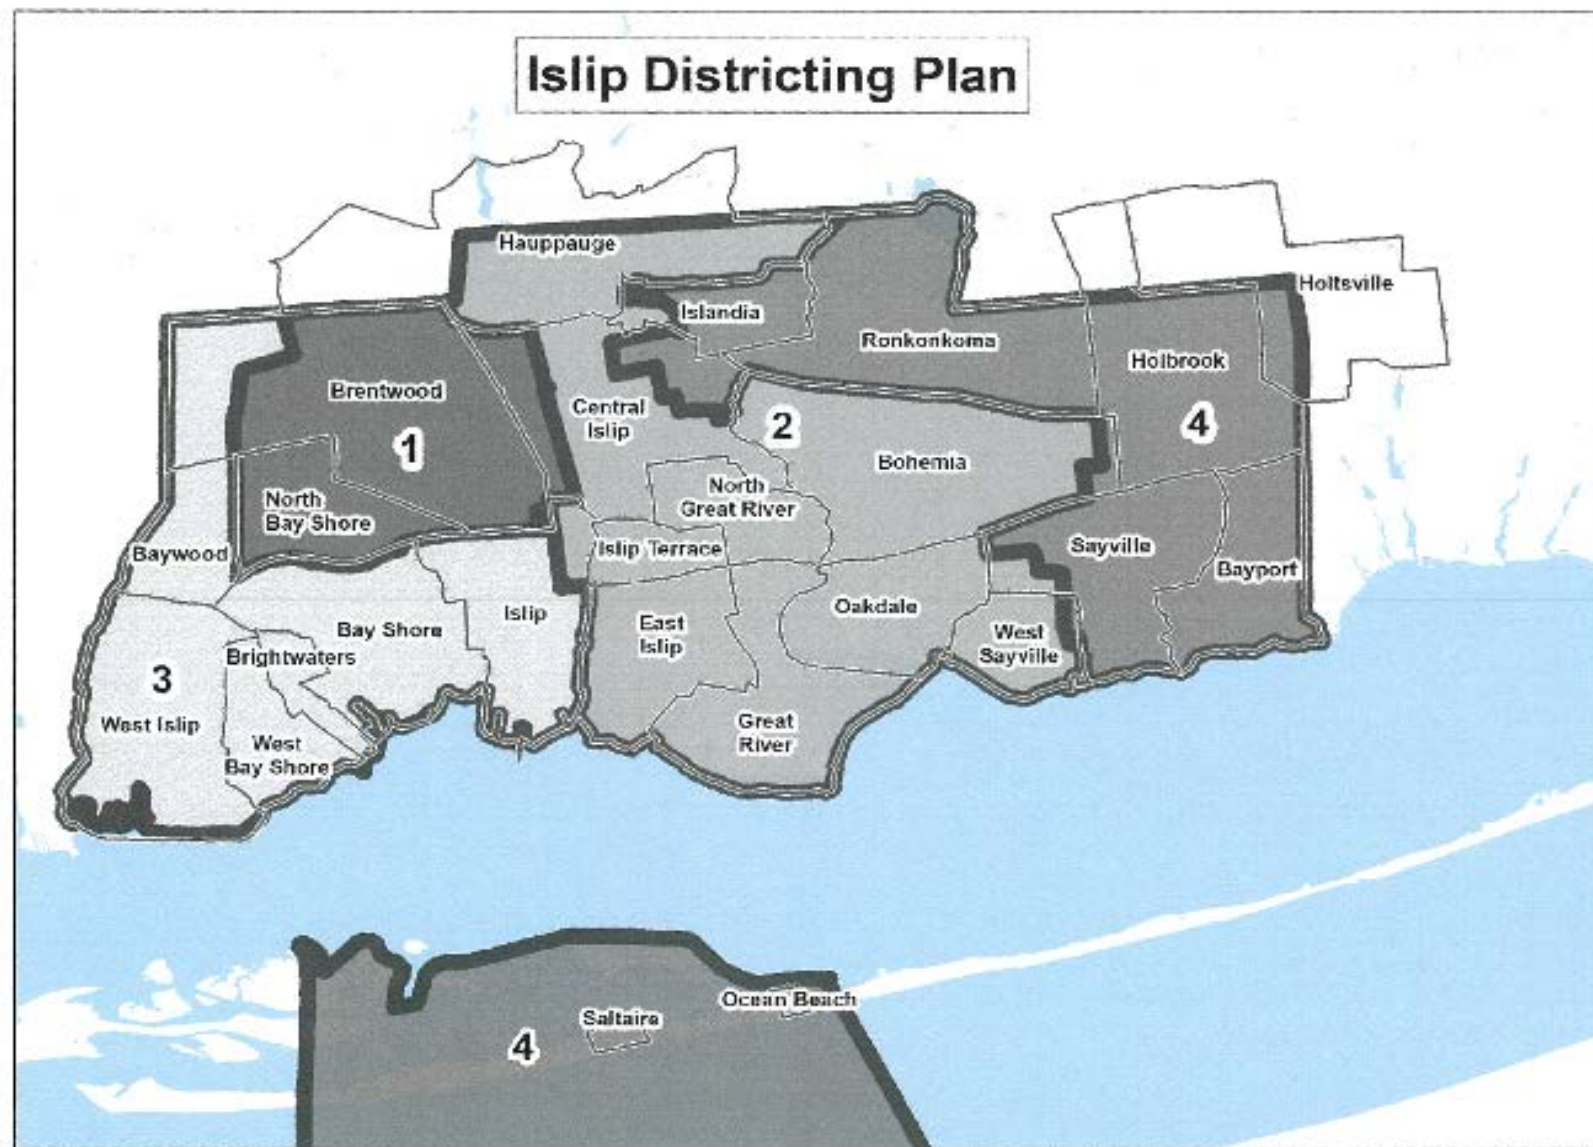 Islip Districting Plan
Hauppauge
Holtsville
Islandia
Ronkonkoma
Holbrook
Brentwood
Central
Islip
2
4
1
Bohemia
North
Bay Shore
North
Great River
Baywood
Islip Terrace
Sayville
Bayport
Islip
Oakdale
Bay Shore
East
Islip
West
Sayville
Brightwaters
3
West Islip
West
Bay Shore
Great
River
Ocean Beach
Saltaire
4